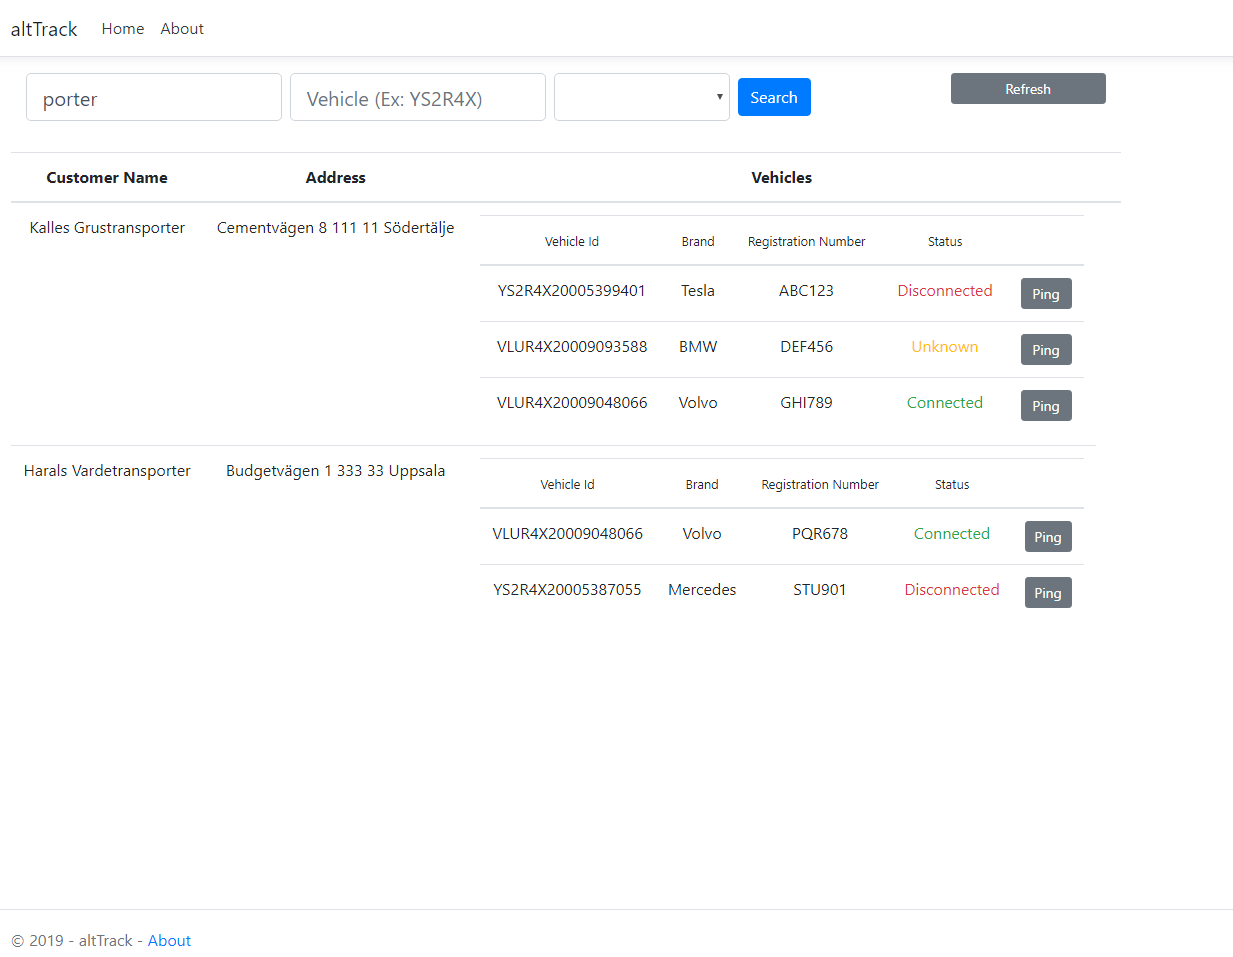 altTrack Home About
porter Vehicle (Ex: YS2R4X) Search Refresh
Customer Name Address Vehicles
Kalles Grustransporter Cementvägen 8 111 11 Södertälje
Vehicle Id Brand Registration Number Status
YS2R4X20005399401 Tesla ABC123 Disconnected Ping
VLUR4X20009093588 BMW DEF456 Unknown Ping
VLUR4X20009048066 Volvo GHI789 Connected Ping
Harals Vardetransporter Budgetvägen 1 333 33 Uppsala
Vehicle Id Brand Registration Number Status
VLUR4X20009048066 Volvo PQR678 Connected Ping
YS2R4X20005387055 Mercedes STU901 Disconnected Ping
© 2019 - altTrack - About